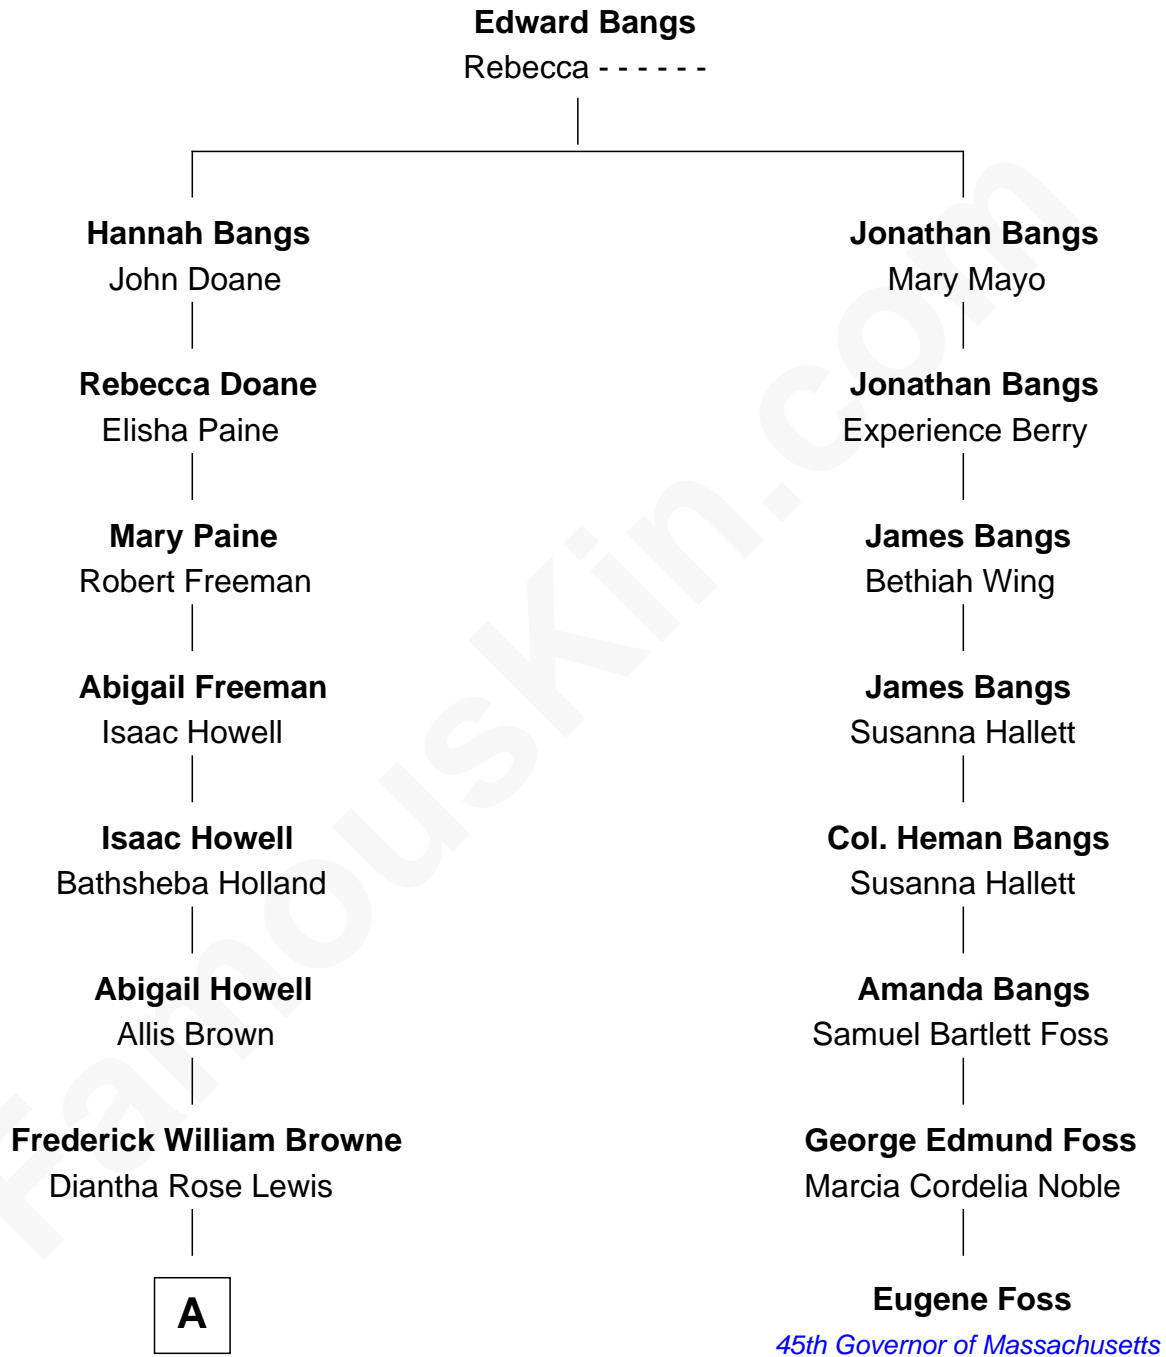 Edward Bangs
Rebecca - - - - - -
Hannah Bangs
John Doane
Jonathan Bangs
Mary Mayo
Rebecca Doane
Elisha Paine
Jonathan Bangs
Experience Berry
Mary Paine
Robert Freeman
James Bangs
Bethiah Wing
Abigail Freeman
Isaac Howell
James Bangs
Susanna Hallett
Isaac Howell
Bathsheba Holland
Col. Heman Bangs
Susanna Hallett
Abigail Howell
Allis Brown
Amanda Bangs
Samuel Bartlett Foss
Frederick William Browne
Diantha Rose Lewis
George Edmund Foss
Marcia Cordelia Noble
A
Eugene Foss
45th Governor of Massachusetts
FamousKin.com